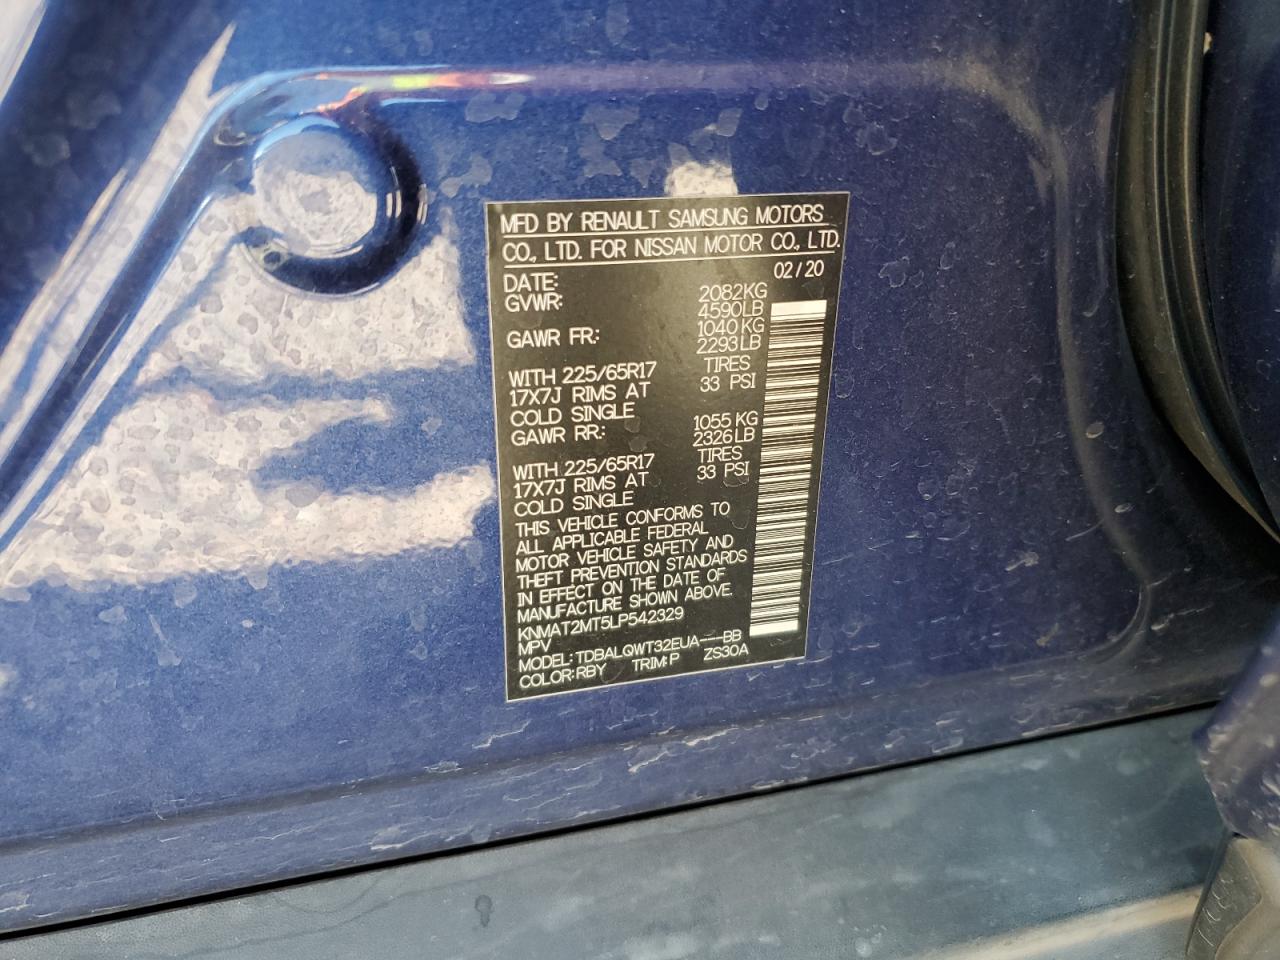 MFD BY RENAULT SAMSUNG MOTORS
CO., LTD. FOR NISSAN MOTOR CO., LTD.
DATE: 02/20
GVWR: 2082KG
4590LB
GAWR FR: 1040KG
2293LB
WITH 225/65R17 TIRES
17X7J RIMS AT 33 PSI
COLD SINGLE
GAWR RR: 1055KG
2326LB
WITH 225/65R17 TIRES
17X7J RIMS AT 33 PSI
COLD SINGLE
THIS VEHICLE CONFORMS TO
ALL APPLICABLE FEDERAL
MOTOR VEHICLE SAFETY AND
THEFT PREVENTION STANDARDS
IN EFFECT ON THE DATE OF
MANUFACTURE SHOWN ABOVE.
KNMAT2MT5LP542329
MPV
MODEL:TDBALQWT32EUA---BB
COLOR:RBY TRIM:P ZS30A